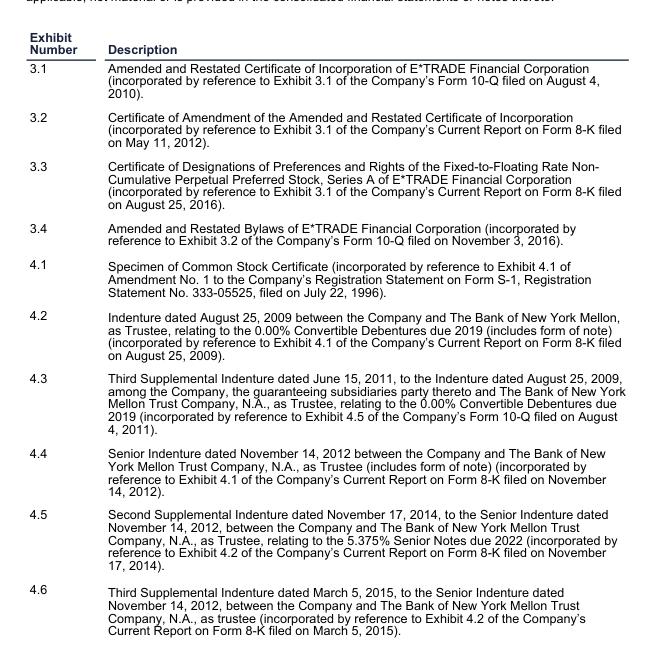 applicable, not material or is provided in the consolidated financial statements or notes thereto.
Exhibit
Number Description
3.1 Amended and Restated Certificate of Incorporation of E*TRADE Financial Corporation
(incorporated by reference to Exhibit 3.1 of the Company's Form 10-Q filed on August 4,
2010).
3.2 Certificate of Amendment of the Amended and Restated Certificate of Incorporation
(incorporated by reference to Exhibit 3.1 of the Company's Current Report on Form 8-K filed
on May 11, 2012).
3.3 Certificate of Designations of Preferences and Rights of the Fixed-to-Floating Rate Non-
Cumulative Perpetual Preferred Stock, Series A of E*TRADE Financial Corporation
(incorporated by reference to Exhibit 3.1 of the Company's Current Report on Form 8-K filed
on August 25, 2016).
3.4 Amended and Restated Bylaws of E*TRADE Financial Corporation (incorporated by
reference to Exhibit 3.2 of the Company's Form 10-Q filed on November 3, 2016).
4.1 Specimen of Common Stock Certificate (incorporated by reference to Exhibit 4.1 of
Amendment No. 1 to the Company's Registration Statement on Form S-1, Registration
Statement No. 333-05525, filed on July 22, 1996).
4.2 Indenture dated August 25, 2009 between the Company and The Bank of New York Mellon,
as Trustee, relating to the 0.00% Convertible Debentures due 2019 (includes form of note)
(incorporated by reference to Exhibit 4.1 of the Company's Current Report on Form 8-K filed
on August 25, 2009).
4.3 Third Supplemental Indenture dated June 15, 2011, to the Indenture dated August 25, 2009,
among the Company, the guaranteeing subsidiaries party thereto and The Bank of New York
Mellon Trust Company, N.A., as Trustee, relating to the 0.00% Convertible Debentures due
2019 (incorporated by reference to Exhibit 4.5 of the Company's Form 10-Q filed on August
4, 2011).
4.4 Senior Indenture dated November 14, 2012 between the Company and The Bank of New
York Mellon Trust Company, N.A., as Trustee (includes form of note) (incorporated by
reference to Exhibit 4.1 of the Company's Current Report on Form 8-K filed on November
14, 2012).
4.5 Second Supplemental Indenture dated November 17, 2014, to the Senior Indenture dated
November 14, 2012, between the Company and The Bank of New York Mellon Trust
Company, N.A., as Trustee, relating to the 5.375% Senior Notes due 2022 (incorporated by
reference to Exhibit 4.2 of the Company's Current Report on Form 8-K filed on November
17, 2014).
4.6 Third Supplemental Indenture dated March 5, 2015, to the Senior Indenture dated
November 14, 2012, between the Company and The Bank of New York Mellon Trust
Company, N.A., as trustee (incorporated by reference to Exhibit 4.2 of the Company's
Current Report on Form 8-K filed on March 5, 2015).